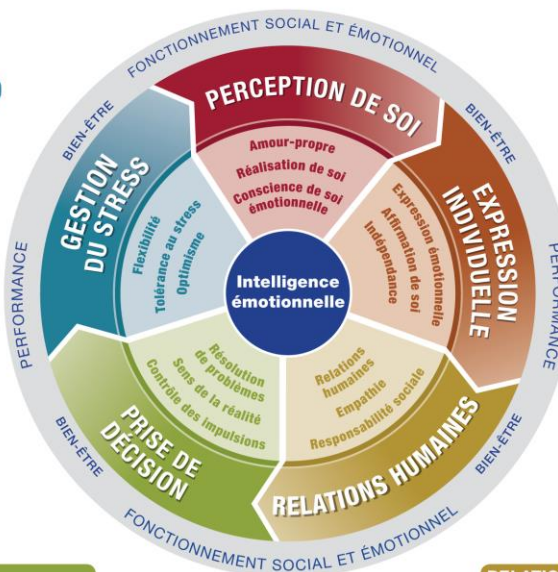 FONCTIONNEMENT SOCIAL ET ÉMOTIONNEL
BIEN-ÊTRE
PERFORMANCE
BIEN-ÊTRE
PERFORMANCE
BIEN-ÊTRE
BIEN-ÊTRE
FONCTIONNEMENT SOCIAL ET ÉMOTIONNEL
PERCEPTION DE SOI
Amour-propre
Réalisation de soi
Conscience de soi
émotionnelle
EXPRESSION
INDIVIDUELLE
Expression émotionnelle
Affirmation de soi
Indépendance
RELATIONS HUMAINES
Relations
humaines
Empathie
Responsabilité sociale
PRISE DE
DÉCISION
Résolution
de problèmes
Sens de la réalité
Contrôle des impulsions
GESTION
DU STRESS
Flexibilité
Tolérance au stress
Optimisme
Intelligence
émotionnelle